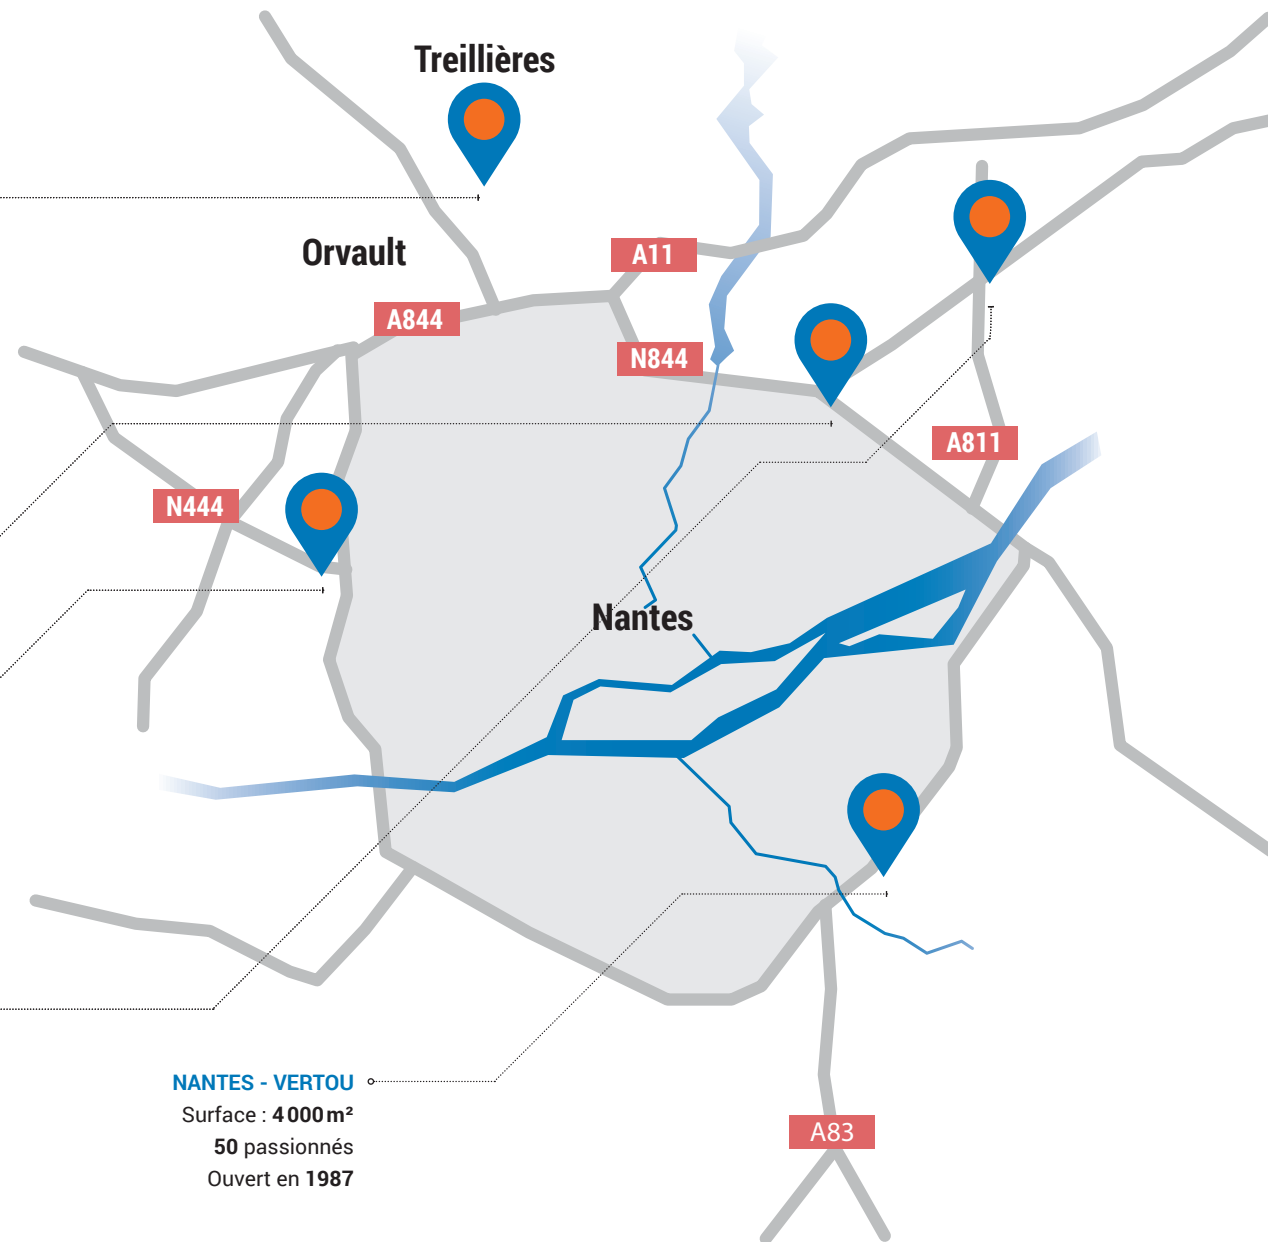 Treillières
Orvault
A11
A844
N844
A811
N444
Nantes
NANTES - VERTOU
Surface : 4 000 m²
50 passionnés
Ouvert en 1987
A83